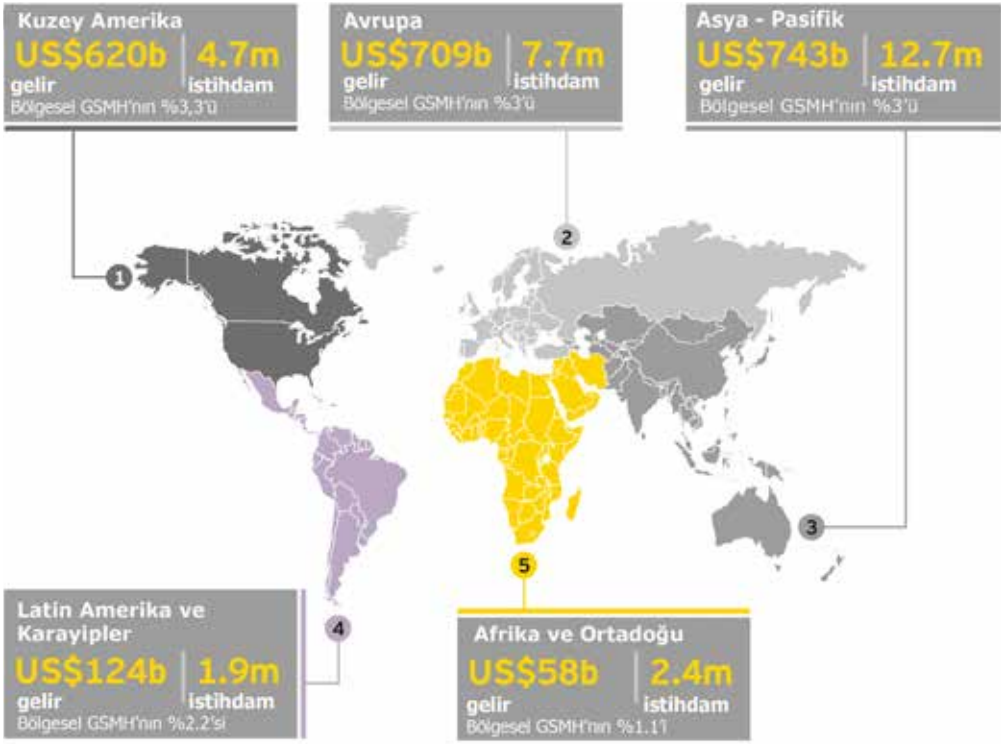 Kuzey Amerika
US$620b 4.7m
gelir istihdam
Bölgesel GSMH'nın %3,3'ü
Avrupa
US$709b 7.7m
gelir istihdam
Bölgesel GSMH'nın %3'ü
Asya - Pasifik
US$743b 12.7m
gelir istihdam
Bölgesel GSMH'nın %3'ü
1
2
3
4
5
Latin Amerika ve
Karayipler
US$124b 1.9m
gelir istihdam
Bölgesel GSMH'nın %2.2'si
Afrika ve Ortadoğu
US$58b 2.4m
gelir istihdam
Bölgesel GSMH'nın %1.1'i